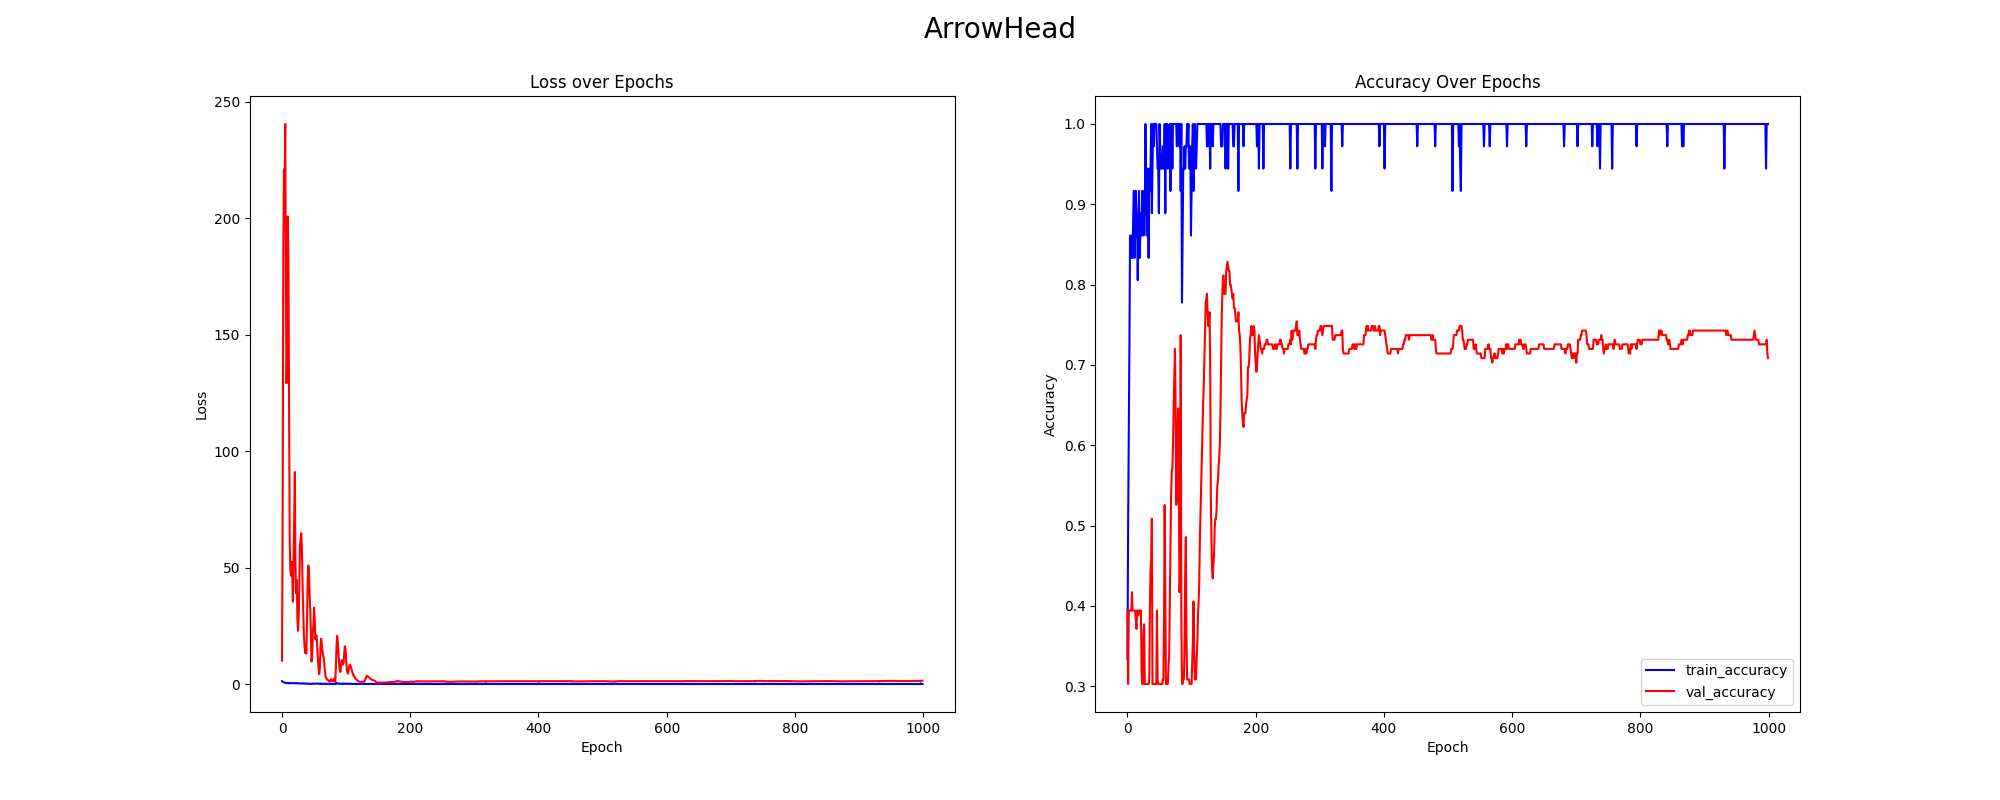 ArrowHead
Loss over Epochs
250
200
150
100
50
0
Loss
0 200 400 600 800 1000
Epoch
Accuracy Over Epochs
1.0
0.9
0.8
0.7
0.6
0.5
0.4
0.3
Accuracy
train_accuracy
val_accuracy
0 200 400 600 800 1000
Epoch